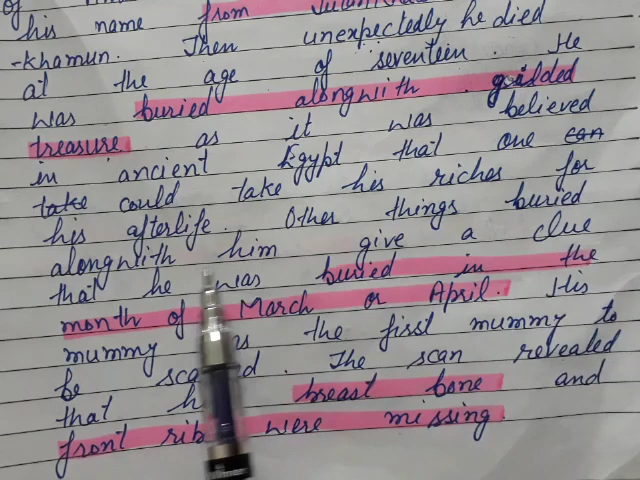 of
his name from
-khamun. Then unexpectedly he died
at the age of seventeen. He
was buried alongwith gilded
treasure as it was believed
in ancient Egypt that one can
take could take his riches for
his afterlife. Other things buried
alongwith him give a clue
that he was buried in the
month of March or April. His
mummy the first mummy to
be The scan revealed
that breast bone and
front rib were missing